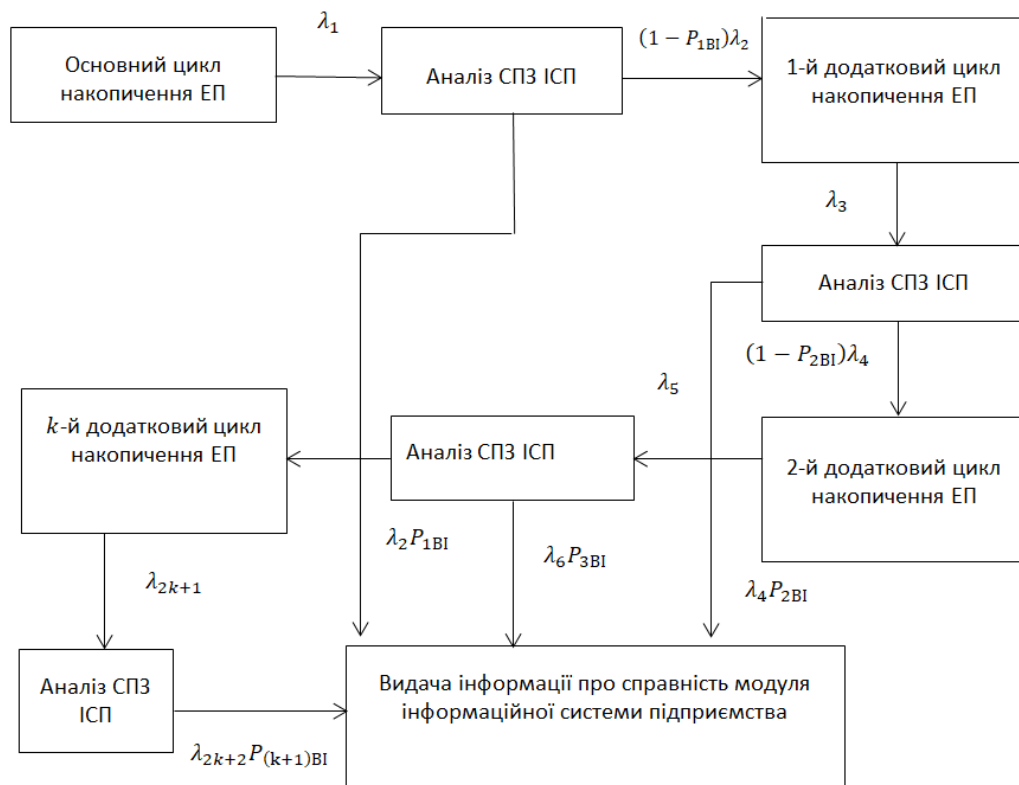 λ₁
(1 − P₁ВІ)λ₂
Основний цикл
накопичення ЕП
Аналіз СПЗ ІСП
1-й додатковий цикл
накопичення ЕП
λ₃
Аналіз СПЗ ІСП
(1 − P₂ВІ)λ₄
λ₅
k-й додатковий цикл
накопичення ЕП
Аналіз СПЗ ІСП
2-й додатковий цикл
накопичення ЕП
λ₂P₁ВІ
λ₆P₃ВІ
λ₄P₂ВІ
λ₂ₖ₊₁
Аналіз СПЗ
ІСП
Видача інформації про справність модуля
інформаційної системи підприємства
λ₂ₖ₊₂P₍ₖ₊₁₎ВІ